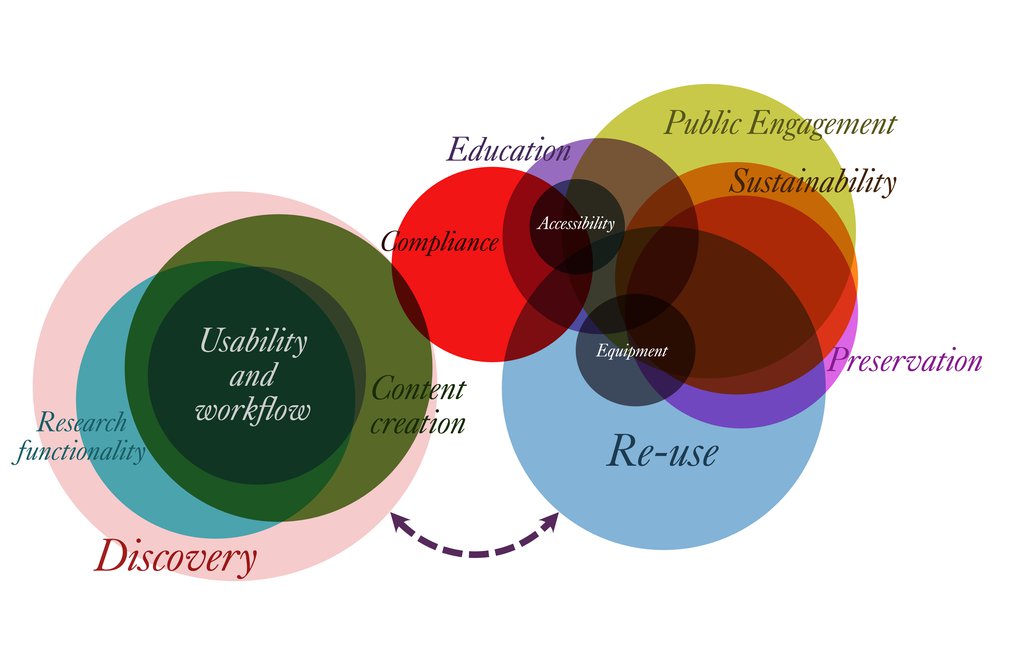 Public Engagement
Education
Sustainability
Accessibility
Compliance
Usability
and
workflow
Equipment
Preservation
Content
creation
Research
functionality
Re-use
Discovery